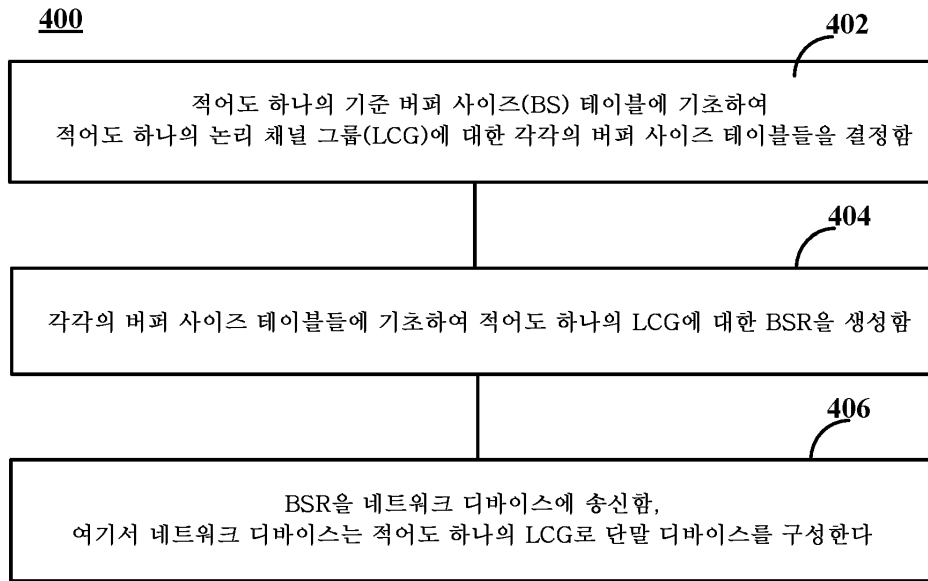 400
402
적어도 하나의 기준 버퍼 사이즈(BS) 테이블에 기초하여
적어도 하나의 논리 채널 그룹(LCG)에 대한 각각의 버퍼 사이즈 테이블들을 결정함
404
각각의 버퍼 사이즈 테이블들에 기초하여 적어도 하나의 LCG에 대한 BSR을 생성함
406
BSR을 네트워크 디바이스에 송신함,
여기서 네트워크 디바이스는 적어도 하나의 LCG로 단말 디바이스를 구성한다